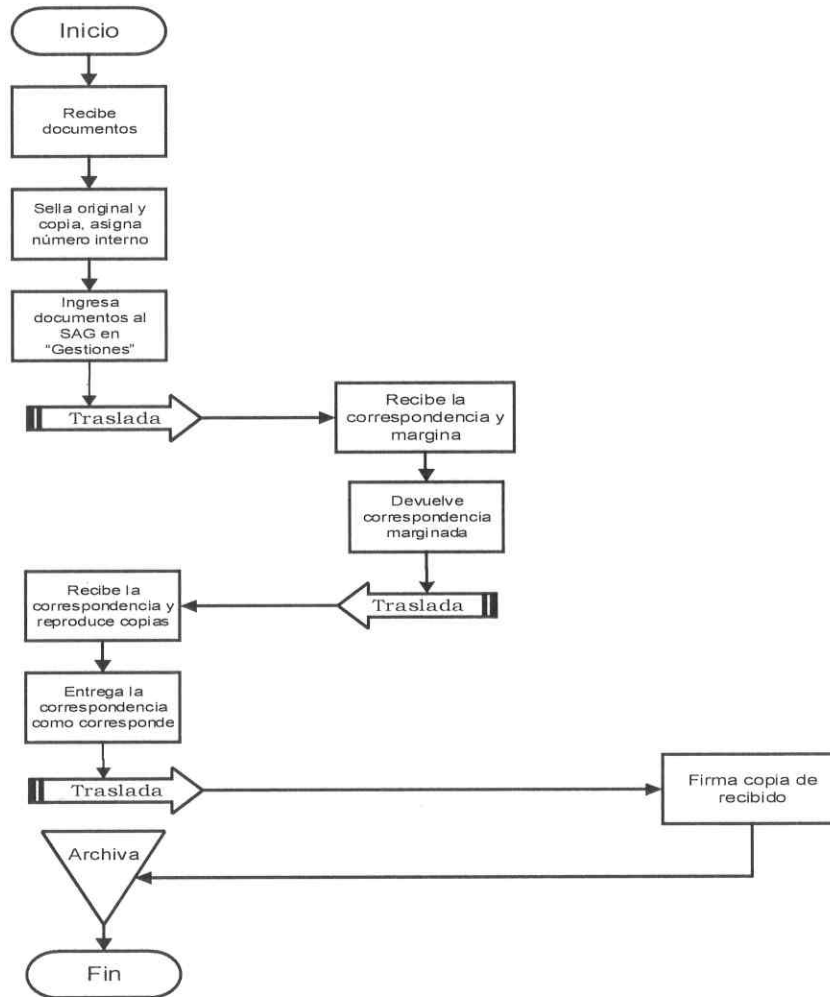 Inicio
Recibe
documentos
Sella original y
copia, asigna
número interno
Ingresa
documentos al
SAG en
“Gestiones”
Traslada
Recibe la
correspondencia y
margina
Devuelve
correspondencia
marginada
Traslada
Recibe la
correspondencia y
reproduce copias
Entrega la
correspondencia
como corresponde
Traslada
Firma copia de
recibido
Archiva
Fin